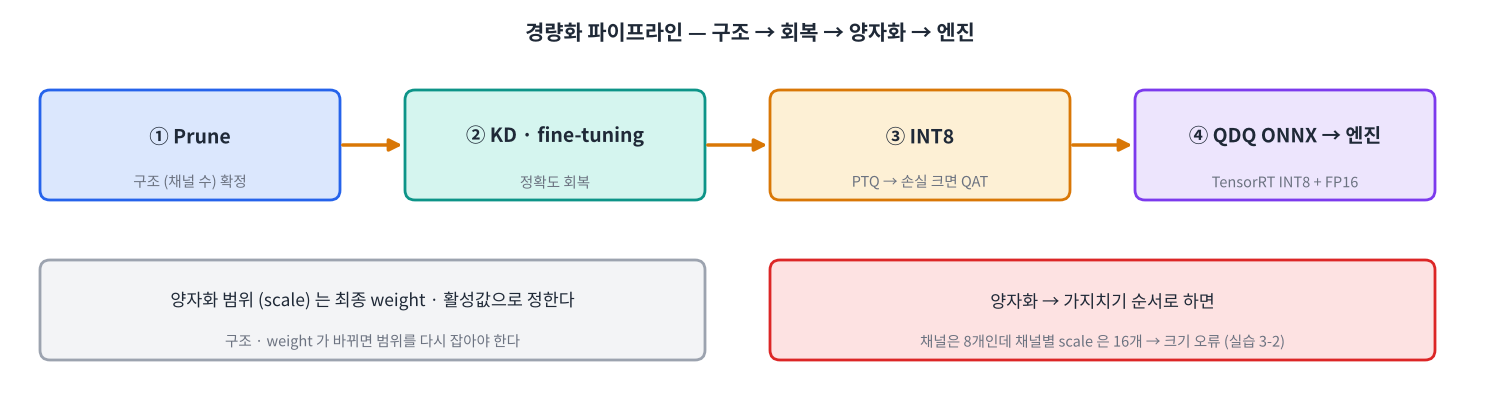 경량화 파이프라인 — 구조 → 회복 → 양자화 → 엔진
① Prune
구조 (채널 수) 확정
② KD · fine-tuning
정확도 회복
③ INT8
PTQ → 손실 크면 QAT
④ QDQ ONNX → 엔진
TensorRT INT8 + FP16
양자화 범위 (scale) 는 최종 weight · 활성값으로 정한다
구조 · weight 가 바뀌면 범위를 다시 잡아야 한다
양자화 → 가지치기 순서로 하면
채널은 8개인데 채널별 scale 은 16개 → 크기 오류 (실습 3-2)